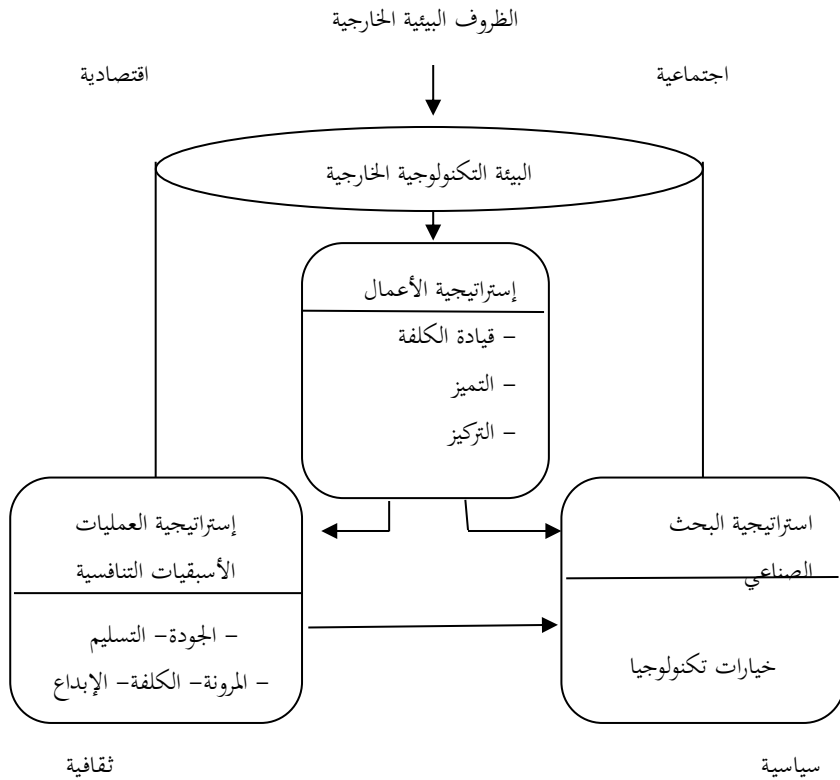 الظروف البيئية الخارجية
اجتماعية
اقتصادية
البيئة التكنولوجية الخارجية
إستراتيجية الأعمال
– قيادة الكلفة
– التميز
– التركيز
استراتيجية البحث
الصناعي
خيارات تكنولوجيا
إستراتيجية العمليات
الأسبقيات التنافسية
– الجودة– التسليم
– المرونة– الكلفة– الإبداع
سياسية
ثقافية